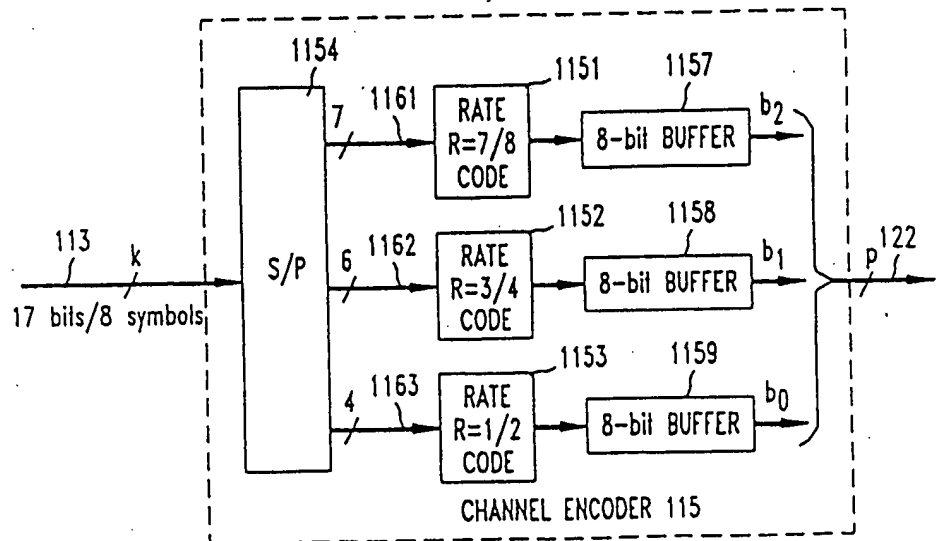 1154
7
1161
1151
RATE
R=7/8
CODE
1157
8-bit BUFFER
b2
113
k
17 bits/8 symbols
S/P
6
1162
1152
RATE
R=3/4
CODE
1158
8-bit BUFFER
b1
p
122
4
1163
1153
RATE
R=1/2
CODE
1159
8-bit BUFFER
b0
CHANNEL ENCODER 115